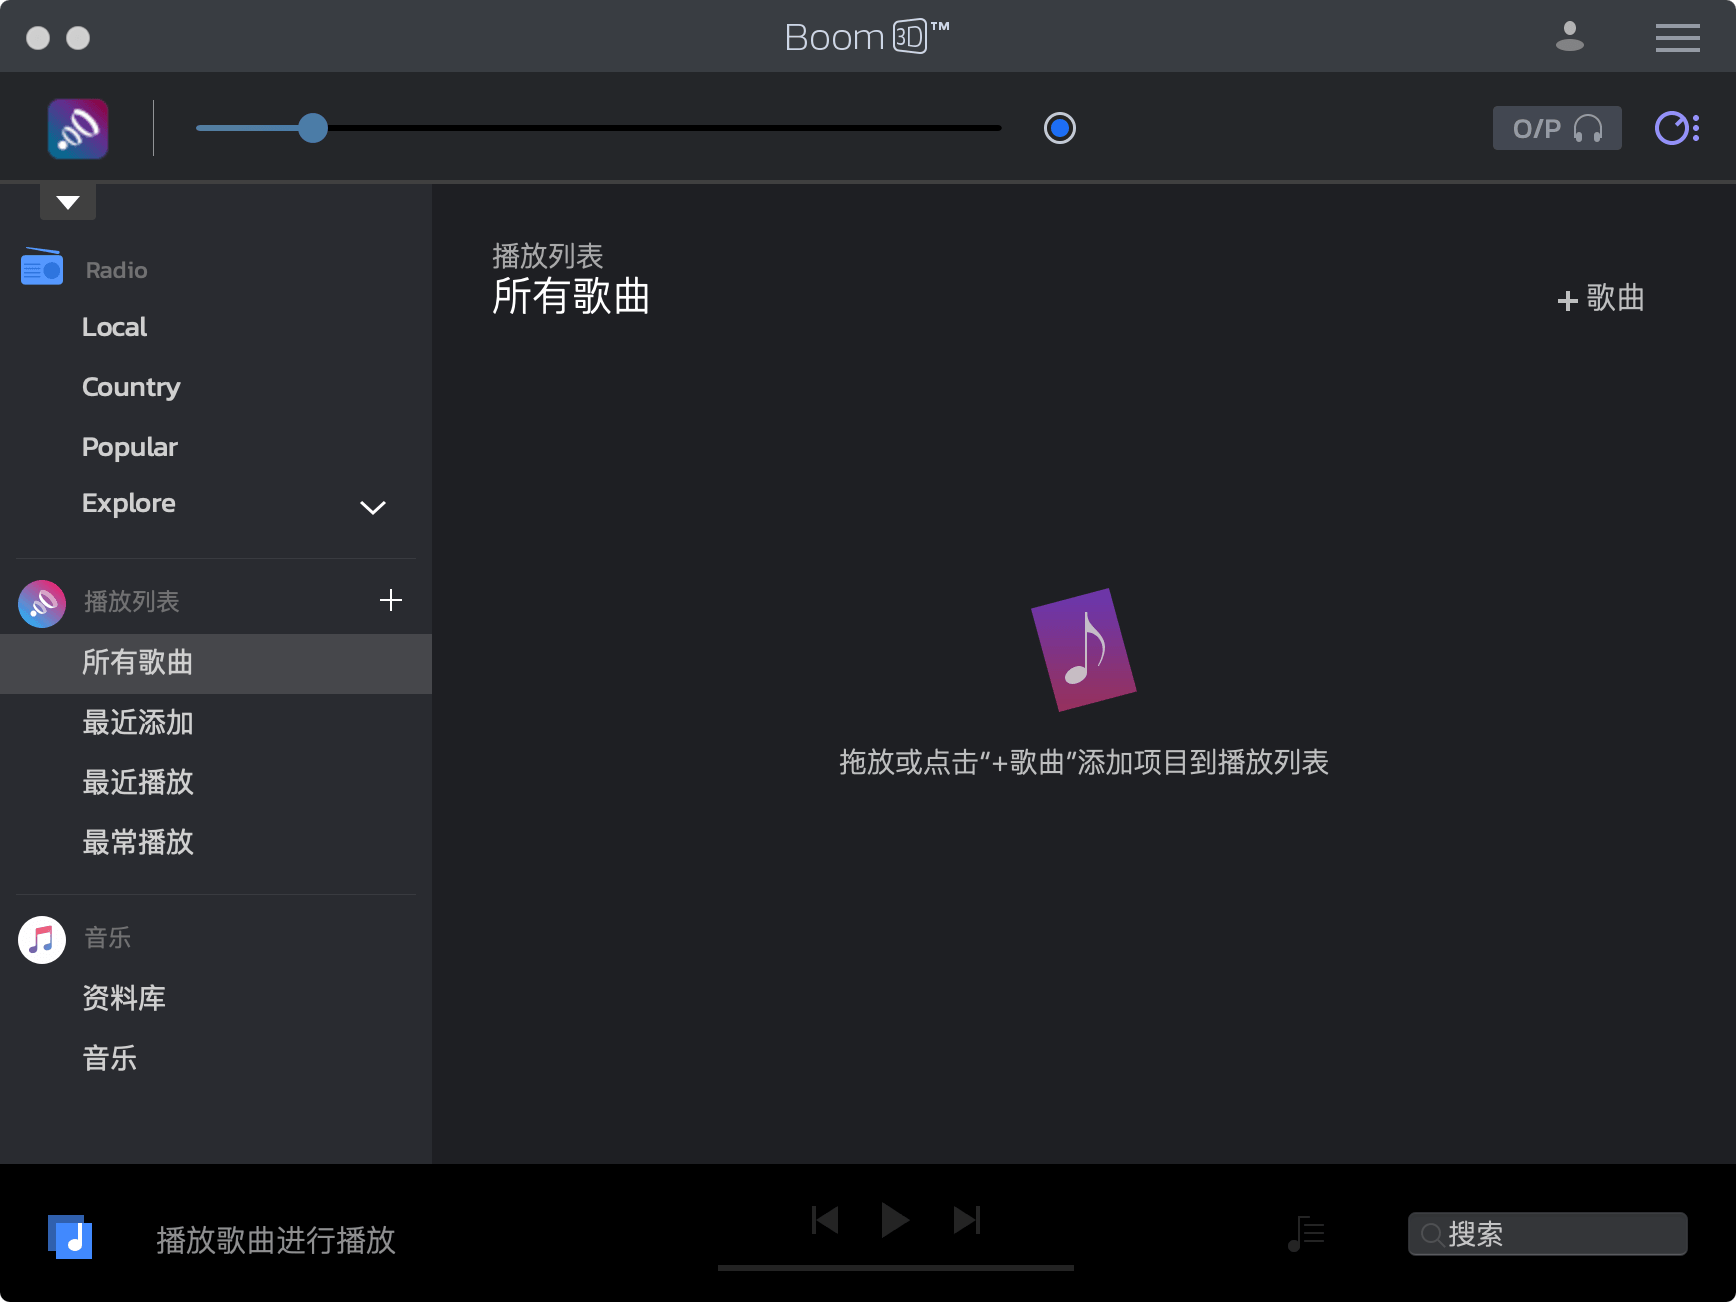 Boom 3D™
O/P
Radio
Local
Country
Popular
Explore
播放列表
所有歌曲
最近添加
最近播放
最常播放
音乐
资料库
音乐
播放列表
所有歌曲
+ 歌曲
拖放或点击“+歌曲”添加项目到播放列表
播放歌曲进行播放
搜索